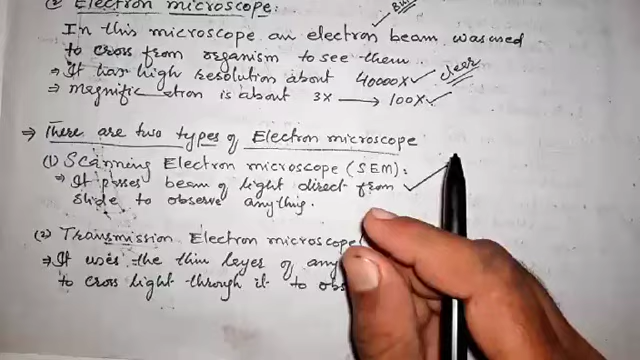 ② Electron microscope:
In this microscope an electron beam was used
to cross from organism to see them.
⇒ It has high resolution about 40000X
⇒ Magnification is about 3X → 100X
⇒ There are two types of Electron microscope
(1) Scanning Electron microscope (SEM):
⇒ It passes beam of light direct from
slide to observe anything.
(2) Transmission Electron microscope
⇒ It uses the thin layer of any
to cross light through it to obs